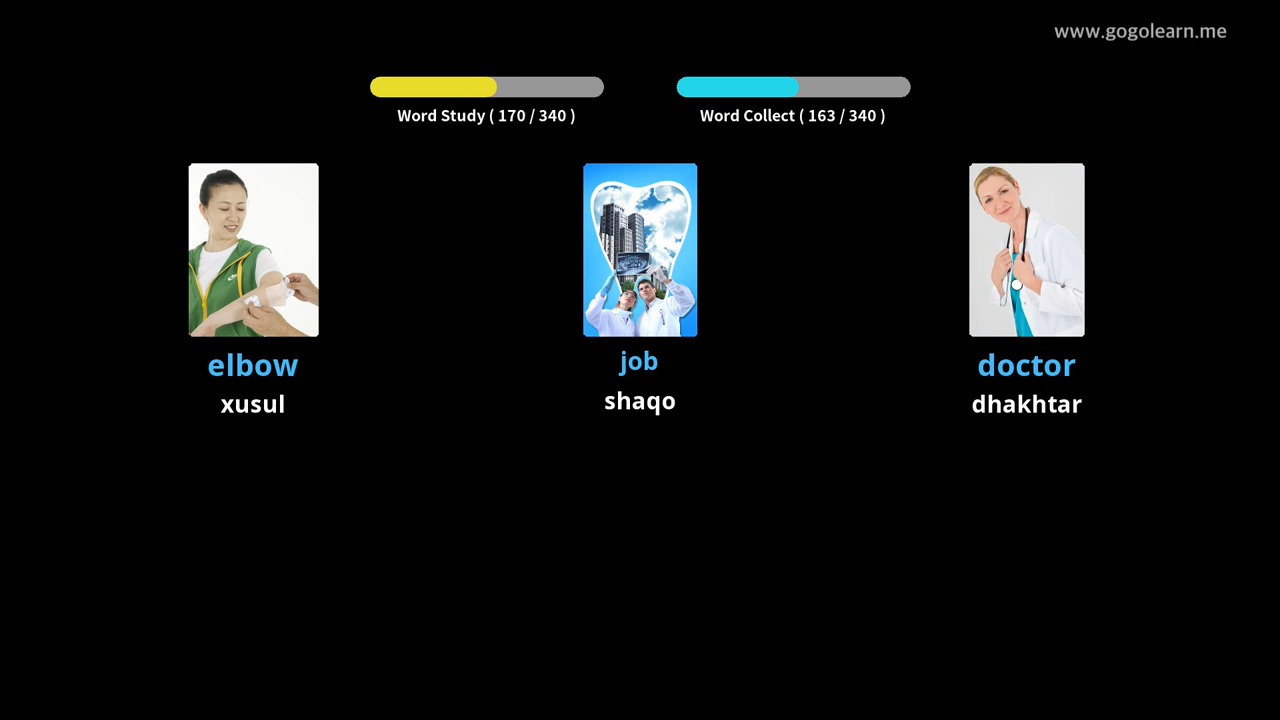 www.gogolearn.me
Word Study ( 170 / 340 )
Word Collect ( 163 / 340 )
elbow
xusul
job
shaqo
doctor
dhakhtar